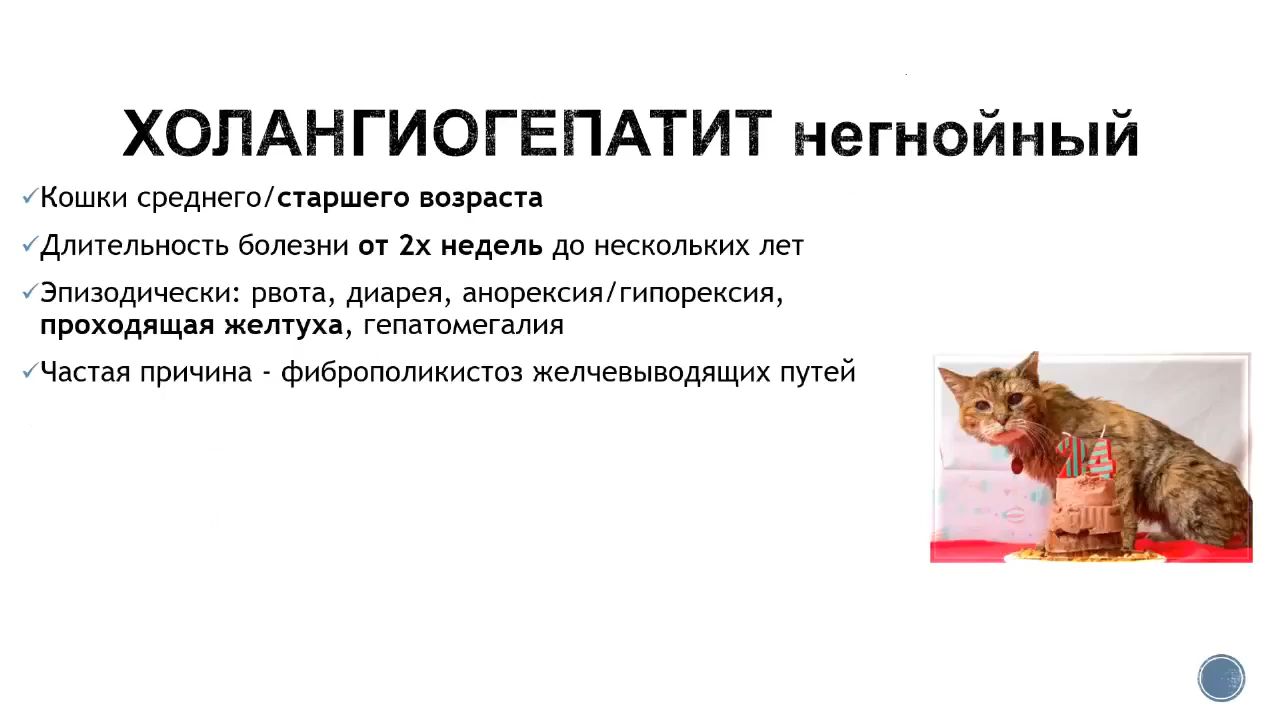 ХОЛАНГИОГЕПАТИТ негнойный
✓Кошки среднего/старшего возраста
✓Длительность болезни от 2х недель до нескольких лет
✓Эпизодически: рвота, диарея, анорексия/гипорексия,
проходящая желтуха, гепатомегалия
✓Частая причина - фиброполикистоз желчевыводящих путей
14